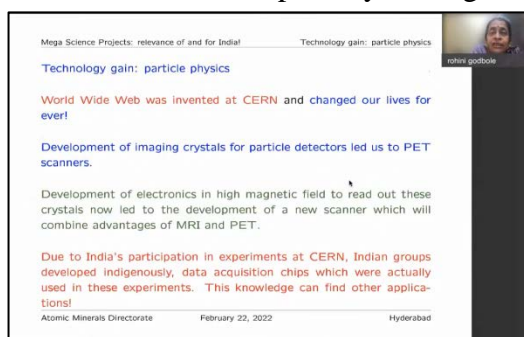 Mega Science Projects: relevance of and for India! Technology gain: particle physics
rohini godbole
Technology gain: particle physics
World Wide Web was invented at CERN and changed our lives for
ever!
Development of imaging crystals for particle detectors led us to PET
scanners.
Development of electronics in high magnetic field to read out these
crystals now led to the development of a new scanner which will
combine advantages of MRI and PET.
Due to India's participation in experiments at CERN, Indian groups
developed indigenously, data acquisition chips which were actually
used in these experiments. This knowledge can find other applica-
tions!
Atomic Minerals Directorate February 22, 2022 Hyderabad